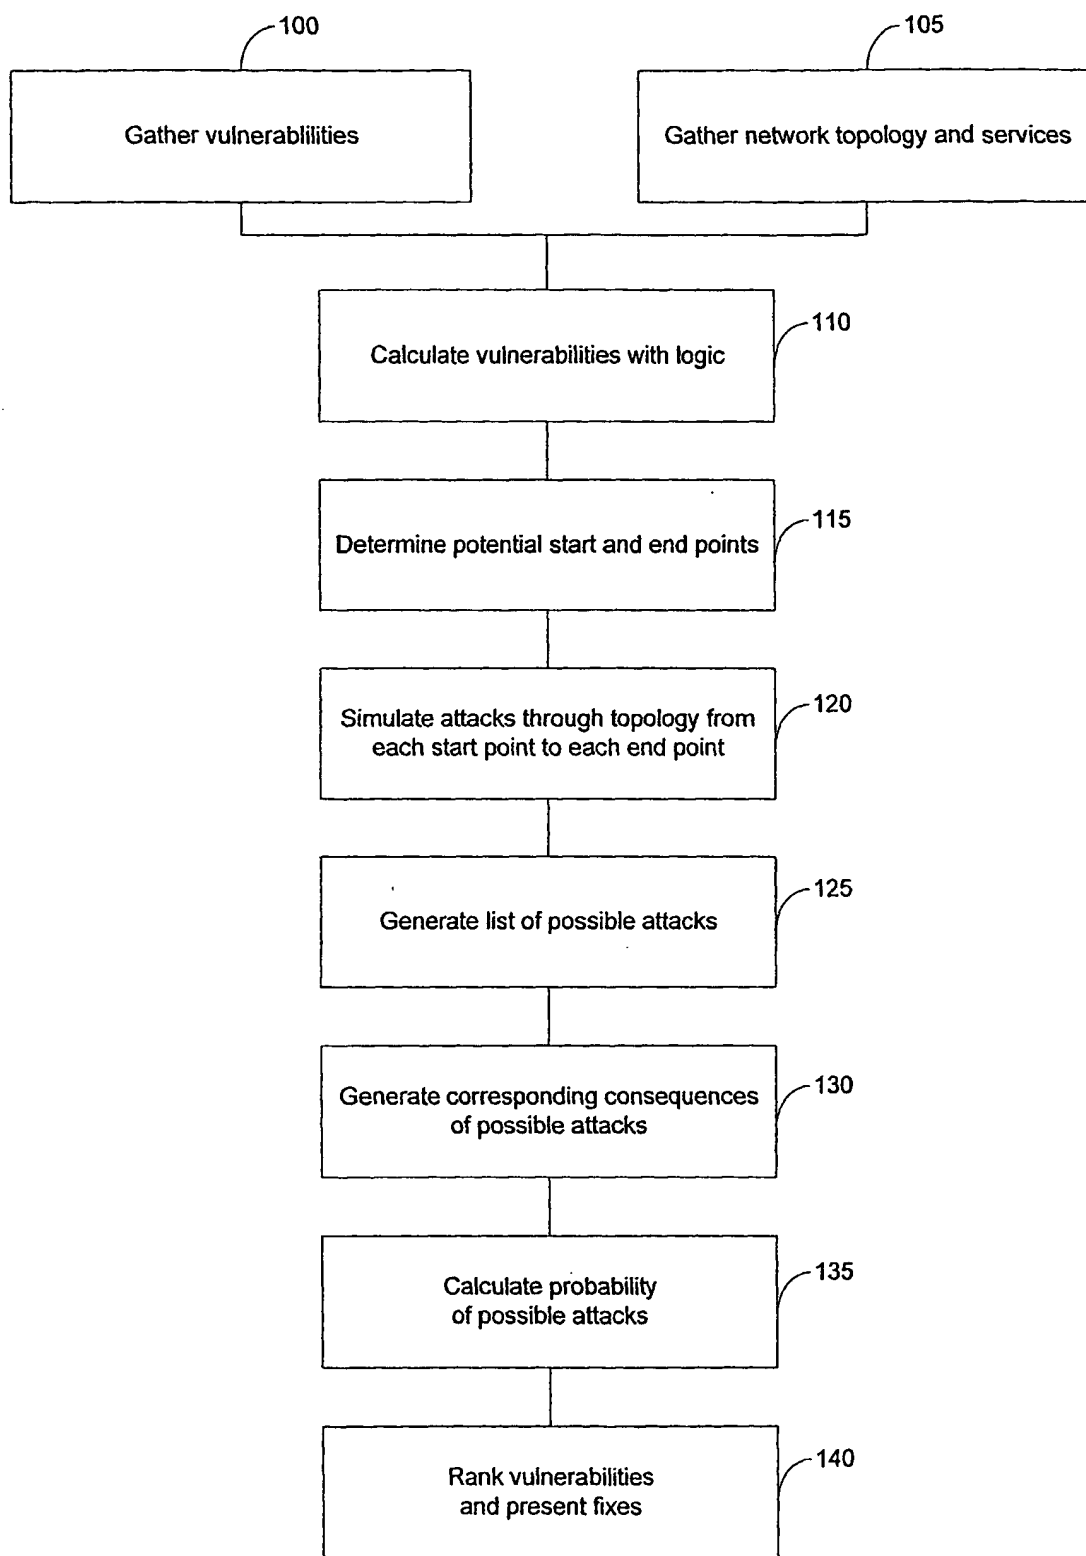 100
105
Gather vulnerablilities
Gather network topology and services
110
Calculate vulnerabilities with logic
115
Determine potential start and end points
120
Simulate attacks through topology from
each start point to each end point
125
Generate list of possible attacks
130
Generate corresponding consequences
of possible attacks
135
Calculate probability
of possible attacks
140
Rank vulnerabilities
and present fixes